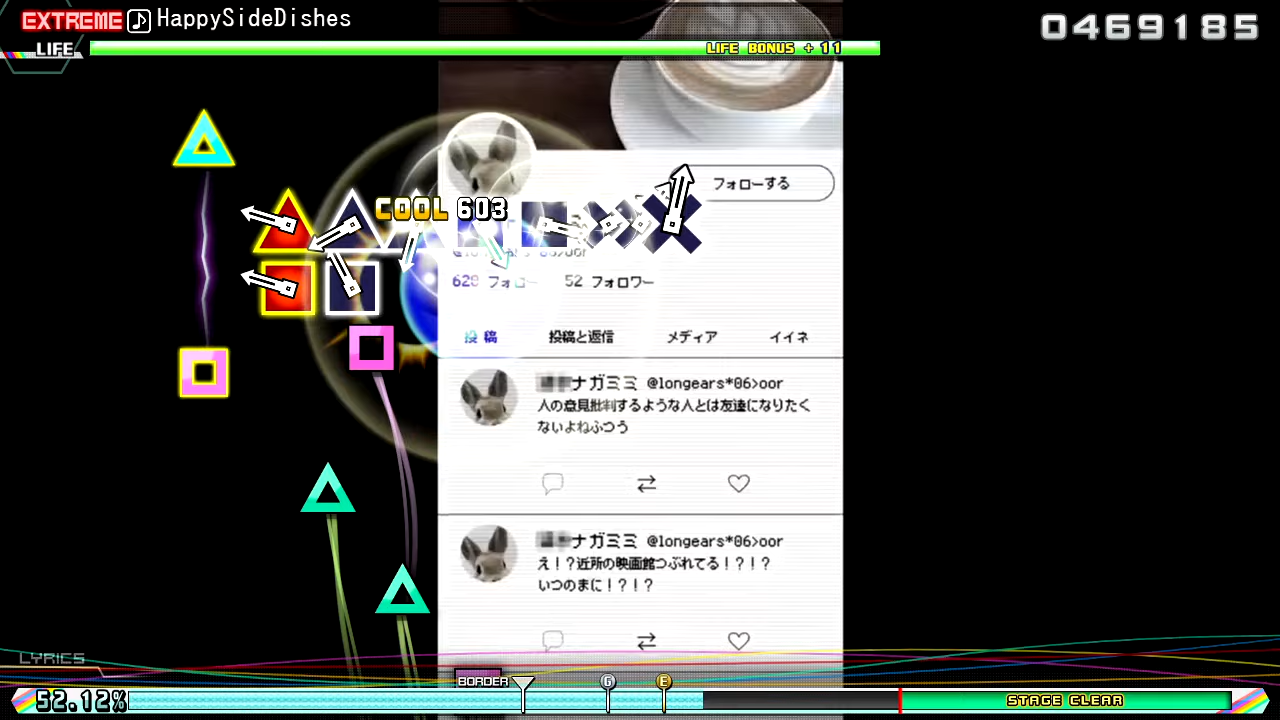 EXTREME ♪ HappySideDishes
0469185
LIFE
LIFE BONUS + 11
フォローする
COOL 603
628 フォロー 52 フォロワー
投稿 投稿と返信 メディア イイネ
ナガミミ @longears*06>oor
人の意見批判するような人とは友達になりたく
ないよねふつう
ナガミミ @longears*06>oor
え！？近所の映画館つぶれてる！？！？
いつのまに！？！？
LYRICS
BORDER
G
E
52.12%
STAGE CLEAR